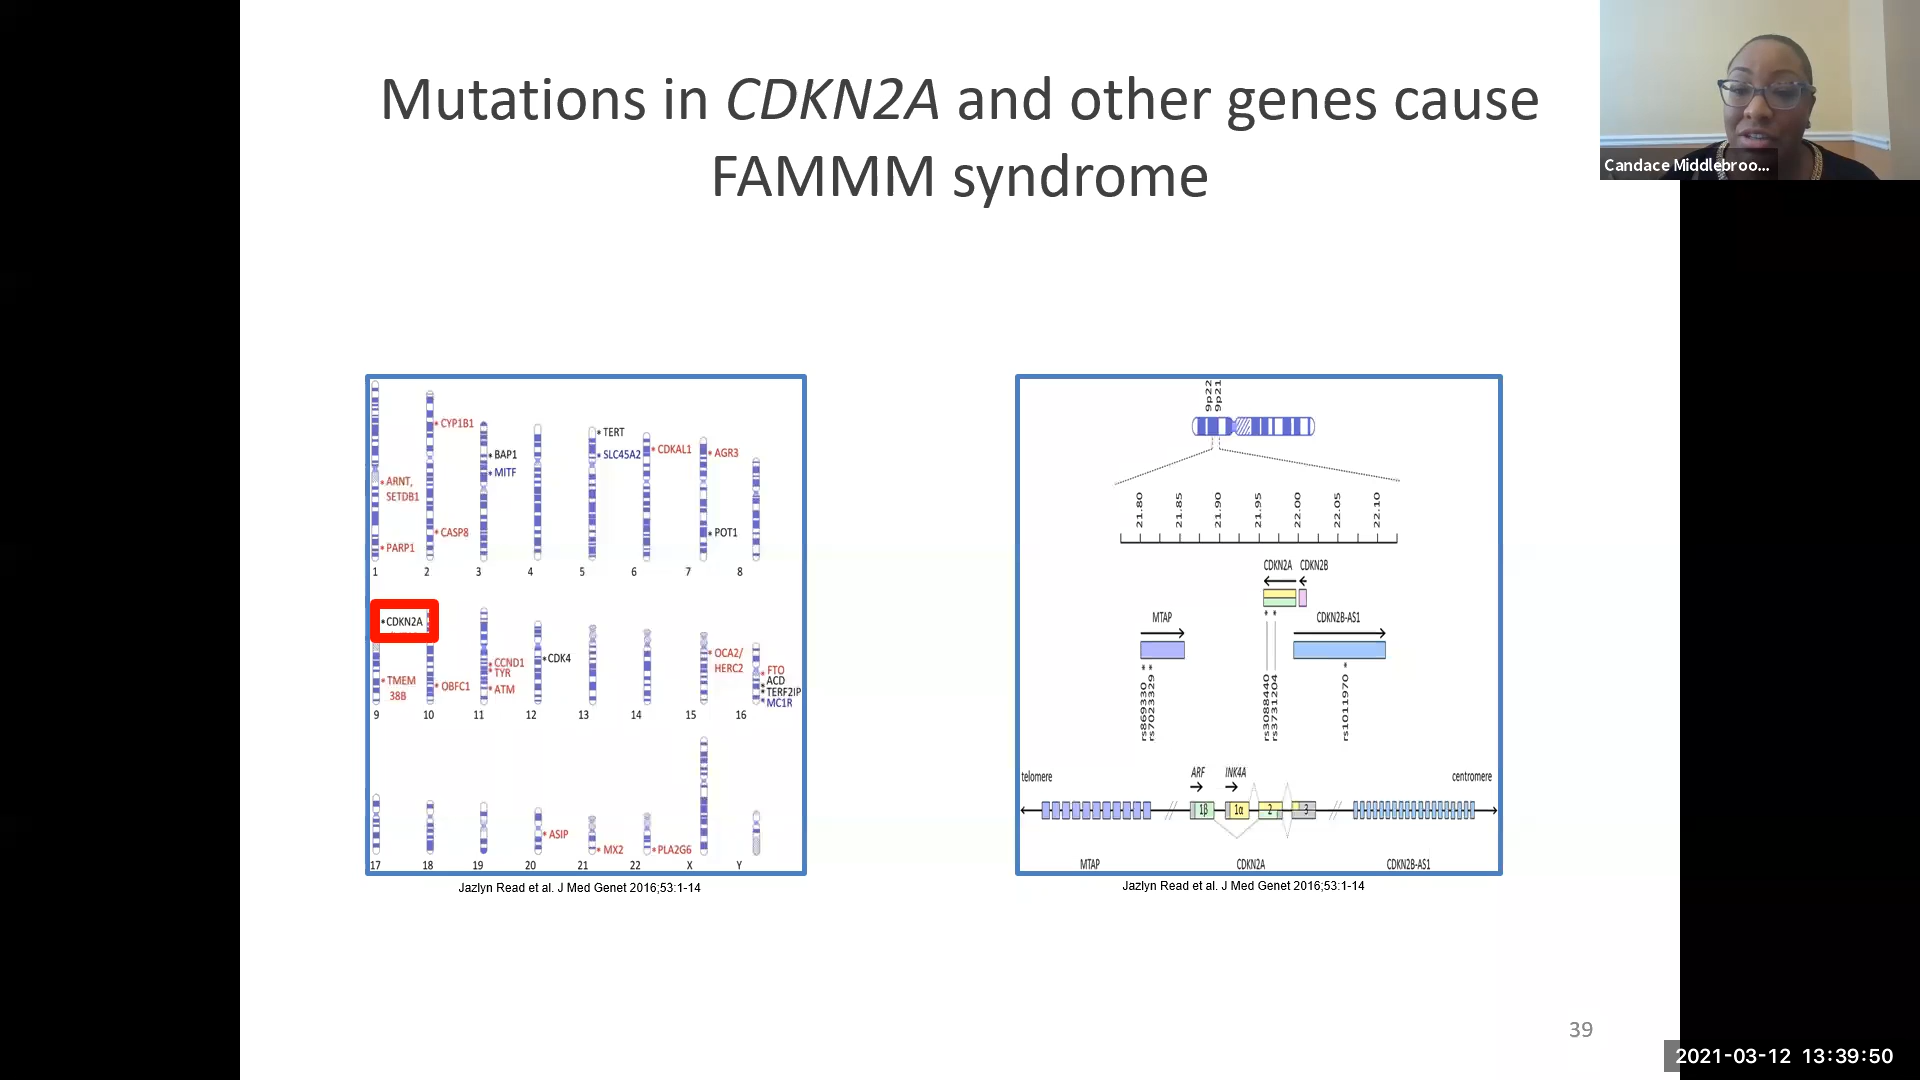 Mutations in CDKN2A and other genes cause
FAMMM syndrome
Candace Middlebroo...
*CYP1B1
*BAP1
*MITF
*TERT
*SLC45A2
*CDKAL1
*AGR3
*ARNT,
SETDB1
*CASP8
*POT1
*PARP1
1 2 3 4 5 6 7 8
*CDKN2A
*CCND1
*TYR
*ATM
*CDK4
*OCA2/
HERC2
*FTO
*ACD
*TERF2IP
*MC1R
*TMEM
38B
*OBFC1
9 10 11 12 13 14 15 16
*ASIP
*MX2
*PLA2G6
17 18 19 20 21 22 X Y
Jazlyn Read et al. J Med Genet 2016;53:1-14
9p22
9p21
21.80 21.85 21.90 21.95 22.00 22.05 22.10
CDKN2A CDKN2B
MTAP
CDKN2B-AS1
* *
* *
*
rs869330
rs7023329
rs3088440
rs3731204
rs1011970
ARF INK4A
telomere
centromere
1β 1α 2 3
MTAP CDKN2A CDKN2B-AS1
Jazlyn Read et al. J Med Genet 2016;53:1-14
39
2021-03-12 13:39:50